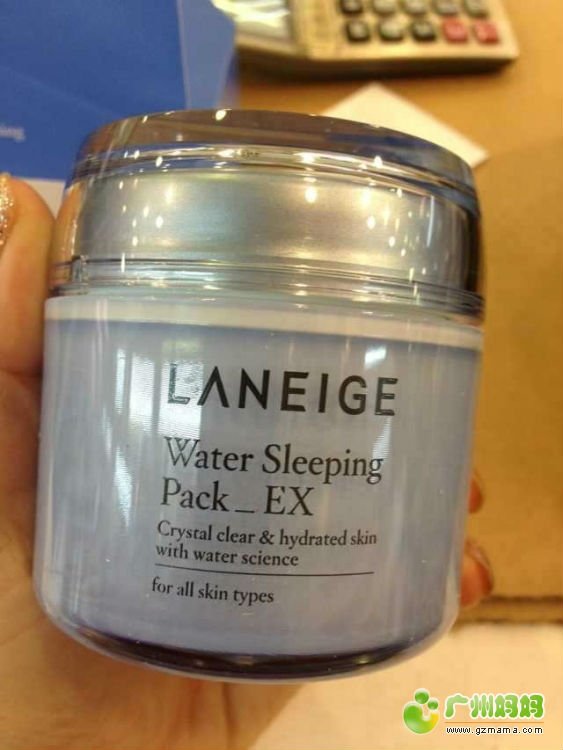 LANEIGE
Water Sleeping
Pack_EX
Crystal clear & hydrated skin
with water science
for all skin types
广州妈妈
www.gzmama.com